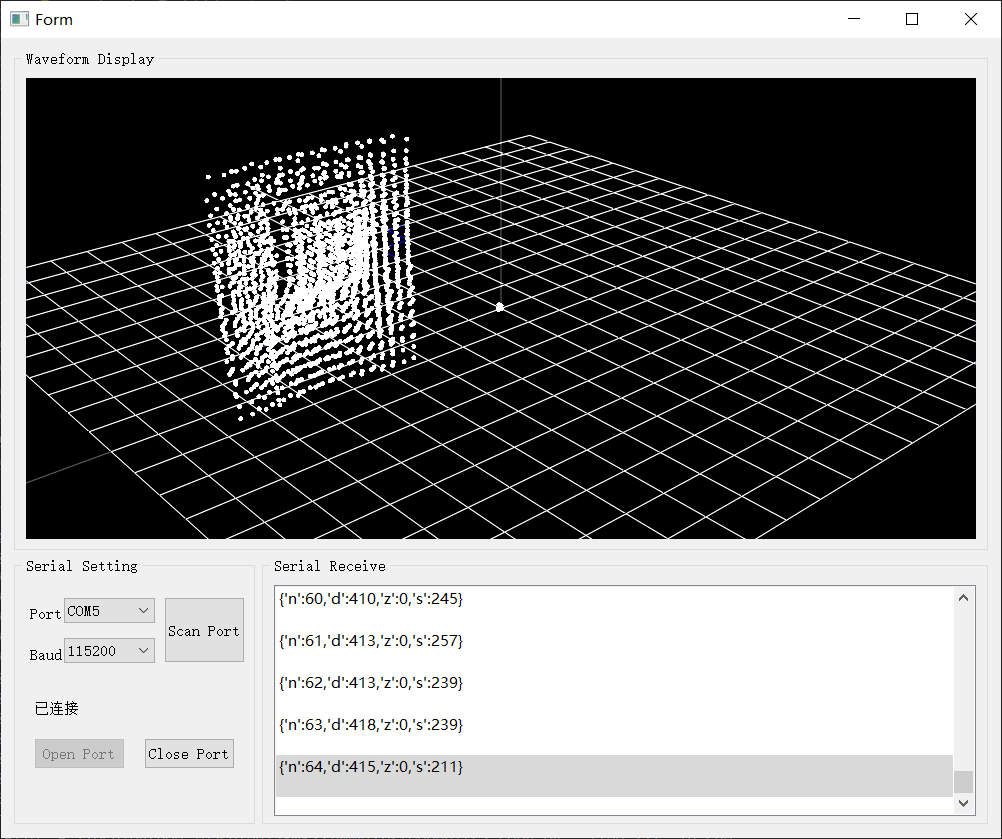 Form
Waveform Display
Serial Setting
Port COM5
Scan Port
Baud 115200
已连接
Open Port Close Port
Serial Receive
{'n':60,'d':410,'z':0,'s':245}
{'n':61,'d':413,'z':0,'s':257}
{'n':62,'d':413,'z':0,'s':239}
{'n':63,'d':418,'z':0,'s':239}
{'n':64,'d':415,'z':0,'s':211}